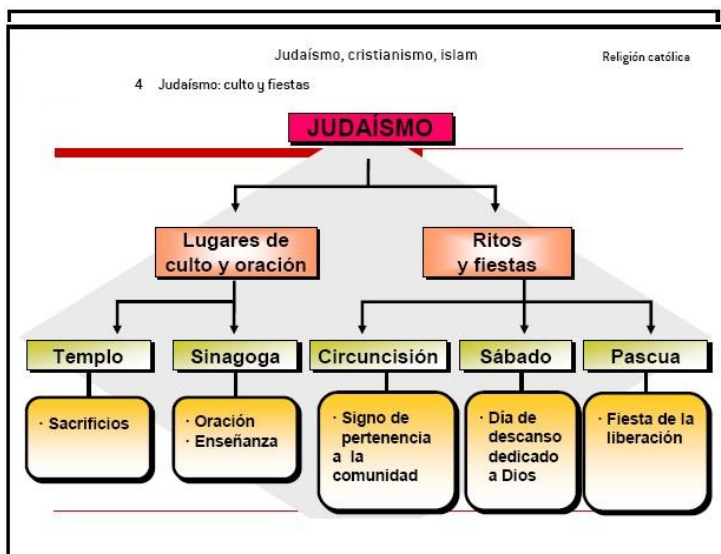 Judaísmo, cristianismo, islam
Religión católica
4 Judaísmo: culto y fiestas
JUDAÍSMO
Lugares de
culto y oración
Ritos
y fiestas
Templo
Sinagoga
Circuncisión
Sábado
Pascua
· Sacrificios
· Oración
· Enseñanza
· Signo de
pertenencia
a la
comunidad
· Día de
descanso
dedicado
a Dios
· Fiesta de la
liberación